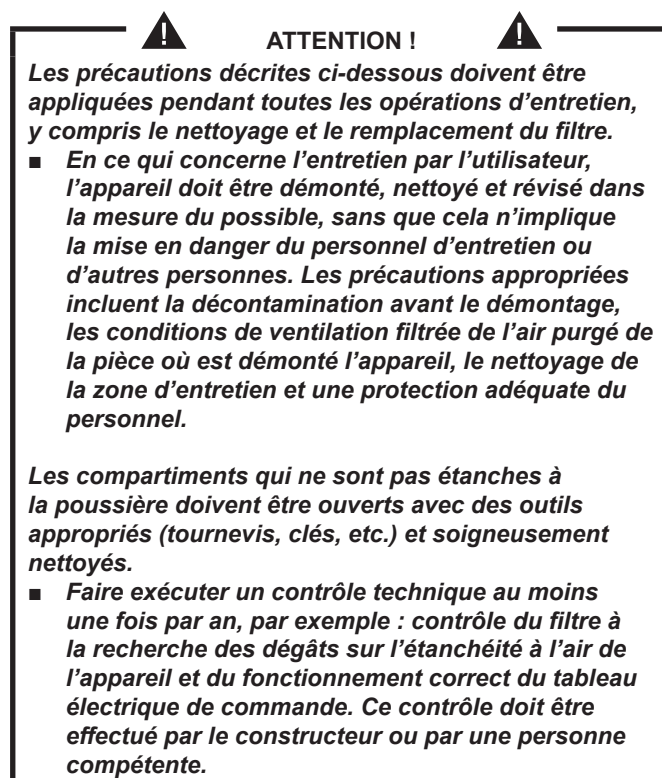 ATTENTION !
Les précautions décrites ci-dessous doivent être
appliquées pendant toutes les opérations d'entretien,
y compris le nettoyage et le remplacement du filtre.
■ En ce qui concerne l'entretien par l'utilisateur,
l'appareil doit être démonté, nettoyé et révisé dans
la mesure du possible, sans que cela n'implique
la mise en danger du personnel d'entretien ou
d'autres personnes. Les précautions appropriées
incluent la décontamination avant le démontage,
les conditions de ventilation filtrée de l'air purgé de
la pièce où est démonté l'appareil, le nettoyage de
la zone d'entretien et une protection adéquate du
personnel.
Les compartiments qui ne sont pas étanches à
la poussière doivent être ouverts avec des outils
appropriés (tournevis, clés, etc.) et soigneusement
nettoyés.
■ Faire exécuter un contrôle technique au moins
une fois par an, par exemple : contrôle du filtre à
la recherche des dégâts sur l'étanchéité à l'air de
l'appareil et du fonctionnement correct du tableau
électrique de commande. Ce contrôle doit être
effectué par le constructeur ou par une personne
compétente.